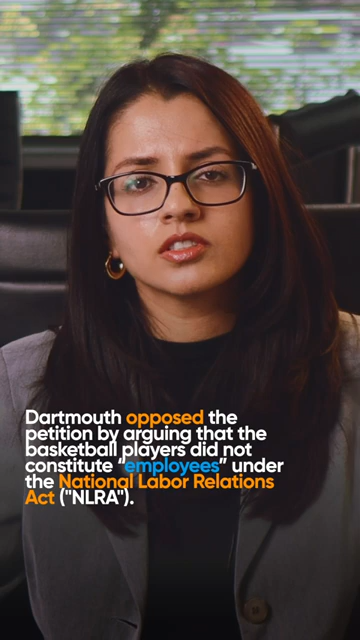 Dartmouth opposed the
petition by arguing that the
basketball players did not
constitute “employees” under
the National Labor Relations
Act ("NLRA").